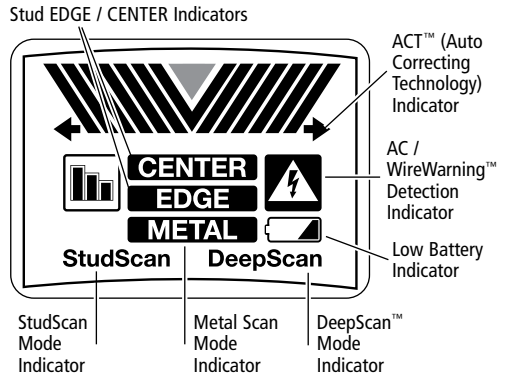 Stud EDGE / CENTER Indicators
ACT™ (Auto
Correcting
Technology)
Indicator
AC /
WireWarning™
Detection
Indicator
Low Battery
Indicator
CENTER
EDGE
METAL
StudScan DeepScan
StudScan
Mode
Indicator
Metal Scan
Mode
Indicator
DeepScan™
Mode
Indicator